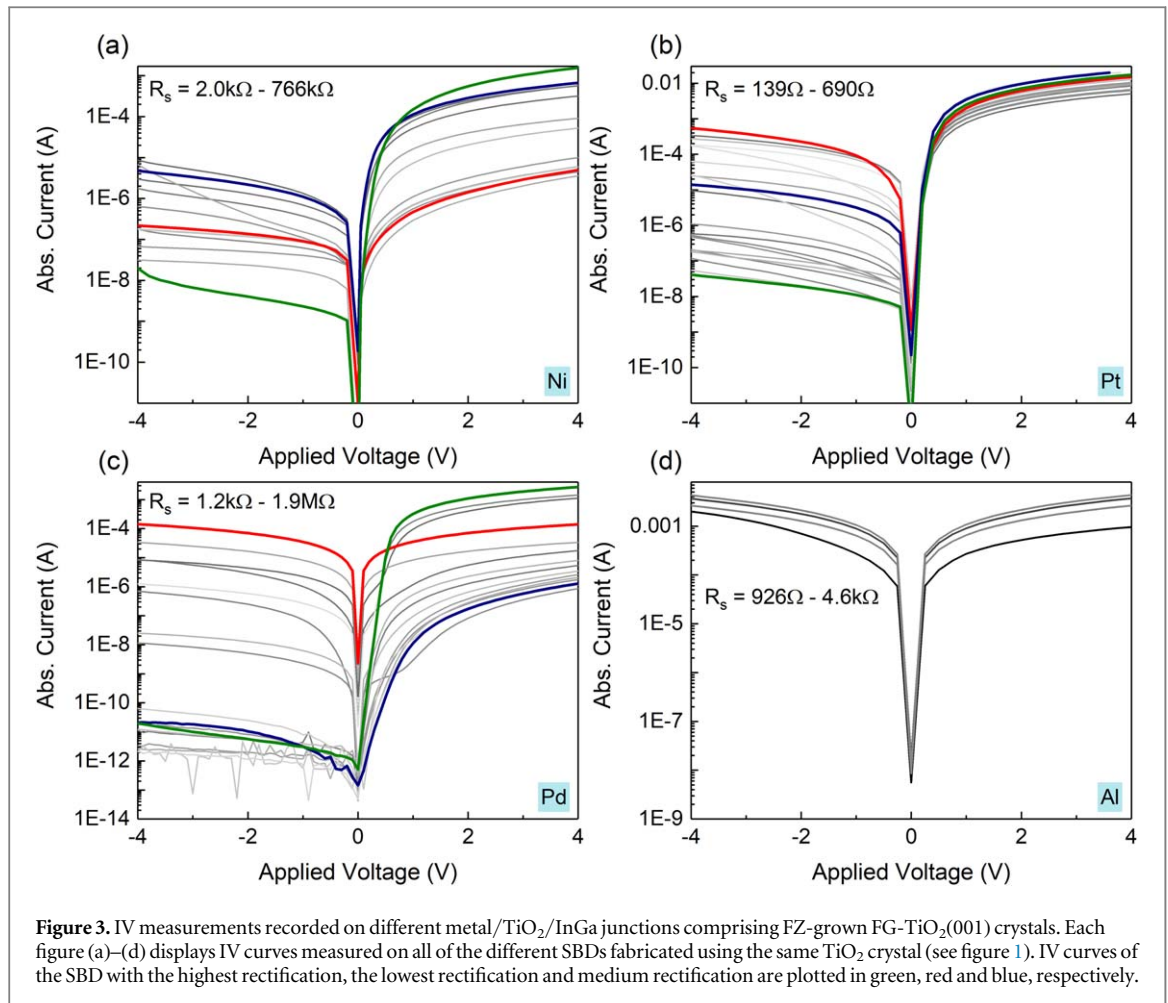 (a)
R_s = 2.0kΩ - 766kΩ
1E-4
1E-6
1E-8
1E-10
Abs. Current (A)
-4 -2 0 2 4
Applied Voltage (V)
Ni
(b)
R_s = 139Ω - 690Ω
0.01
1E-4
1E-6
1E-8
1E-10
Abs. Current (A)
-4 -2 0 2 4
Applied Voltage (V)
Pt
(c)
R_s = 1.2kΩ - 1.9MΩ
1E-4
1E-6
1E-8
1E-10
1E-12
1E-14
Abs. Current (A)
-4 -2 0 2 4
Applied Voltage (V)
Pd
(d)
0.001
R_s = 926Ω - 4.6kΩ
1E-5
1E-7
1E-9
Abs. Current (A)
-4 -2 0 2 4
Applied Voltage (V)
Al
Figure 3. IV measurements recorded on different metal/TiO₂/InGa junctions comprising FZ-grown FG-TiO₂(001) crystals. Each
figure (a)–(d) displays IV curves measured on all of the different SBDs fabricated using the same TiO₂ crystal (see figure 1). IV curves of
the SBD with the highest rectification, the lowest rectification and medium rectification are plotted in green, red and blue, respectively.